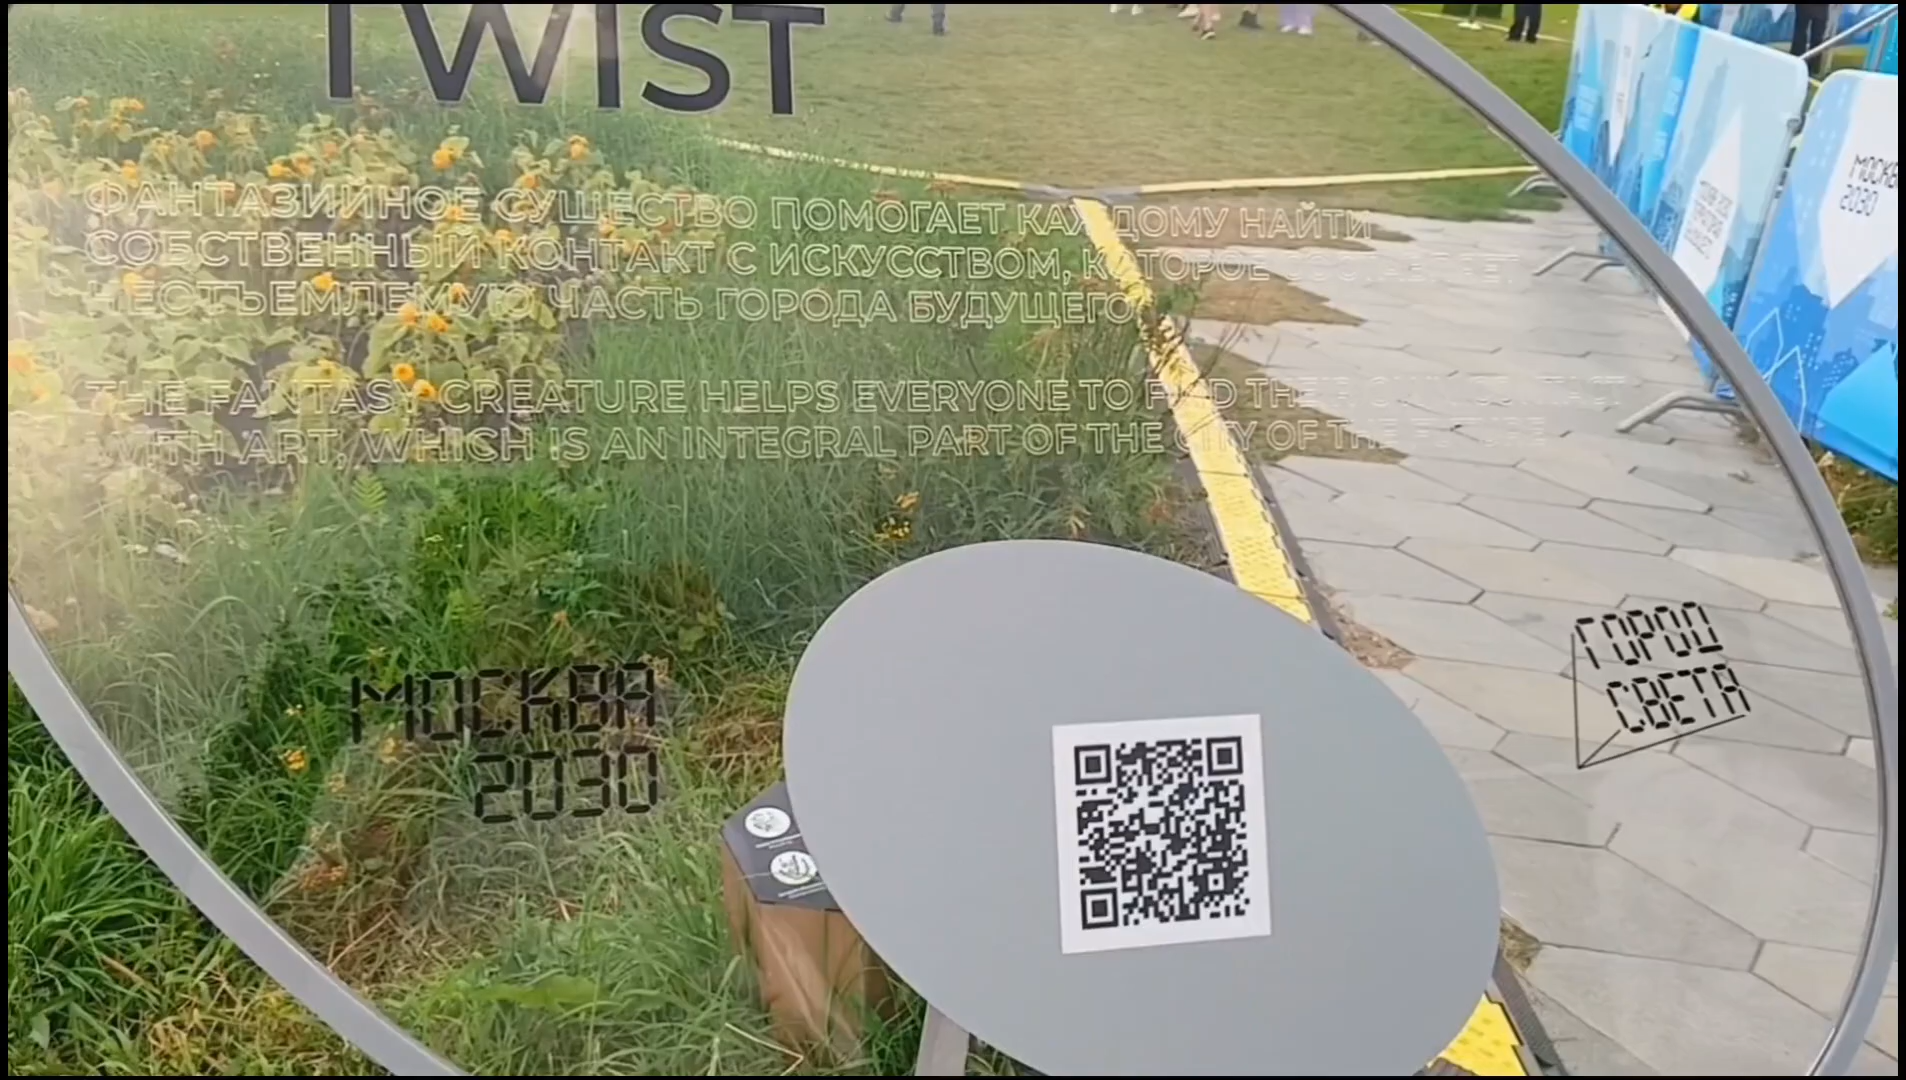 TWIST
ФАНТАЗИЙНОЕ СУЩЕСТВО ПОМОГАЕТ КАЖДОМУ НАЙТИ
СОБСТВЕННЫЙ КОНТАКТ С ИСКУССТВОМ, КОТОРОЕ СОСТАВЛЯЕТ
НЕОТЪЕМЛЕМУЮ ЧАСТЬ ГОРОДА БУДУЩЕГО
THE FANTASY CREATURE HELPS EVERYONE TO FIND THEIR OWN CONTACT
WITH ART, WHICH IS AN INTEGRAL PART OF THE CITY OF THE FUTURE
МОСКВА
2030
ГОРОД
СВЕТА
МОСКВА
2030